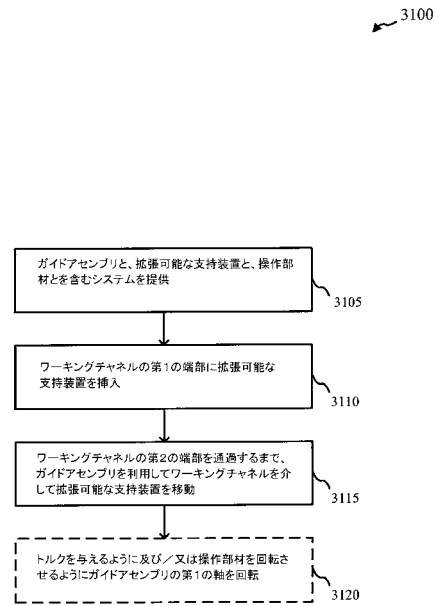 3100
ガイドアセンブリと、拡張可能な支持装置と、操作部
材とを含むシステムを提供
3105
ワーキングチャネルの第1の端部に拡張可能な
支持装置を挿入
3110
ワーキングチャネルの第2の端部を通過するまで、
ガイドアセンブリを利用してワーキングチャネルを介
して拡張可能な支持装置を移動
3115
トルクを与えるように及び/又は操作部材を回転さ
せるようにガイドアセンブリの第1の軸を回転
3120